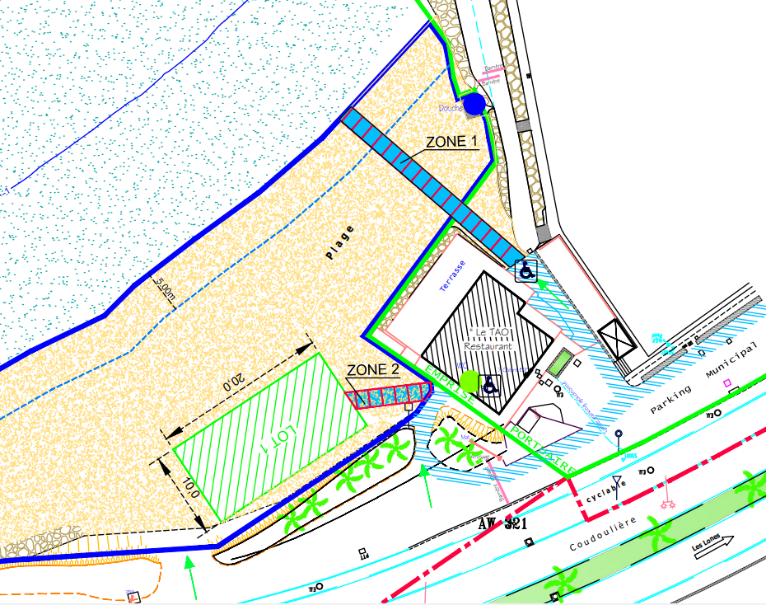 ZONE 1
Douche
Plage
5.00m
Terrasse
Le TAO
Restaurant
ZONE 2
20.0
LOT 1
10.0
EMPRISE
PORTUAIRE
Parking Municipal
cyclable
AW 321
Coudoulière
Les Lônes